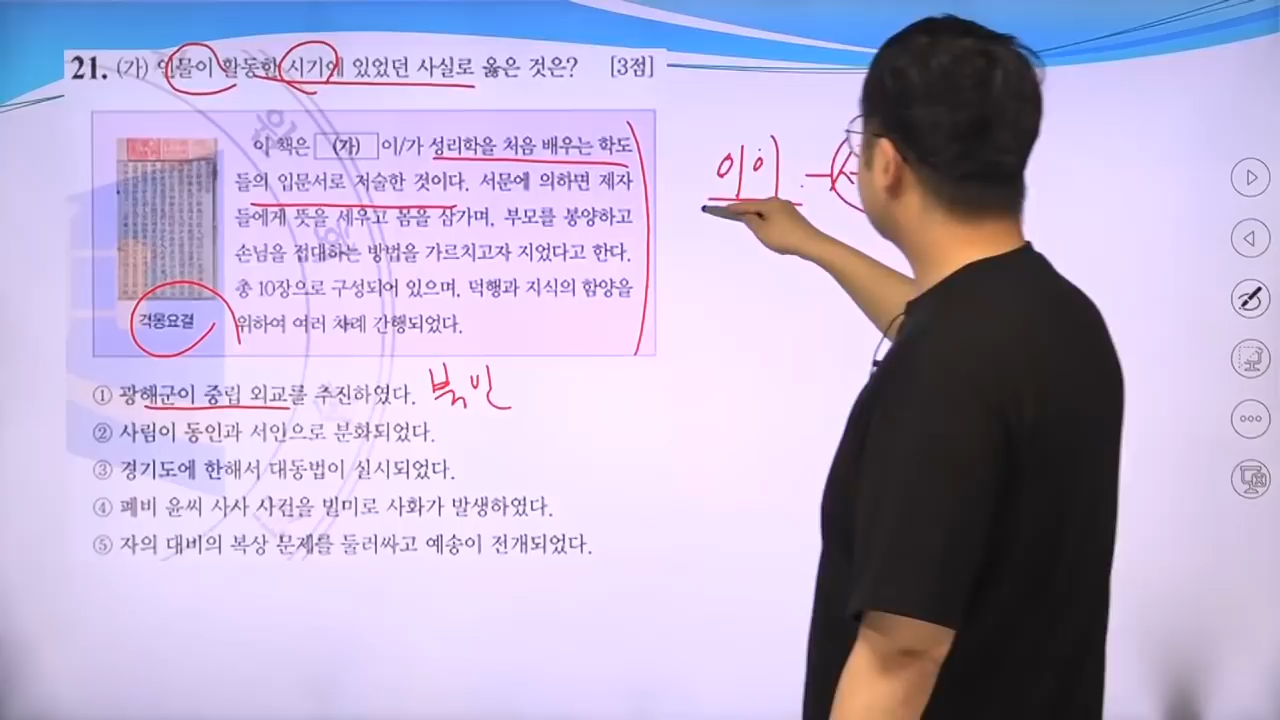 21. (가) 인물이 활동한 시기에 있었던 사실로 옳은 것은? [3점]
이 책은 (가) 이/가 성리학을 처음 배우는 학도
들의 입문서로 저술한 것이다. 서문에 의하면 제자
들에게 뜻을 세우고 몸을 삼가며, 부모를 봉양하고
손님을 접대하는 방법을 가르치고자 지었다고 한다.
총 10장으로 구성되어 있으며, 덕행과 지식의 함양을
위하여 여러 차례 간행되었다.
격몽요결
① 광해군이 중립 외교를 추진하였다. 북인
② 사림이 동인과 서인으로 분화되었다.
③ 경기도에 한해서 대동법이 실시되었다.
④ 폐비 윤씨 사사 사건을 빌미로 사화가 발생하였다.
⑤ 자의 대비의 복상 문제를 둘러싸고 예송이 전개되었다.
이이